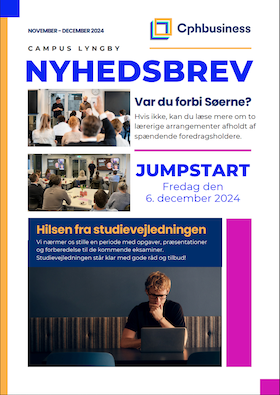 NOVEMBER - DECEMBER 2024
Cphbusiness
CAMPUS LYNGBY
NYHEDSBREV
Var du forbi Søerne?
Hvis ikke, kan du læse mere om to
lærerige arrangementer afholdt af
spændende foredragsholdere.
JUMPSTART
Fredag den
6. december 2024
Hilsen fra studievejledningen
Vi nærmer os stille en periode med opgaver, præsentationer
og forberedelse til de kommende eksaminer.
Studievejledningen står klar med gode råd og tilbud!